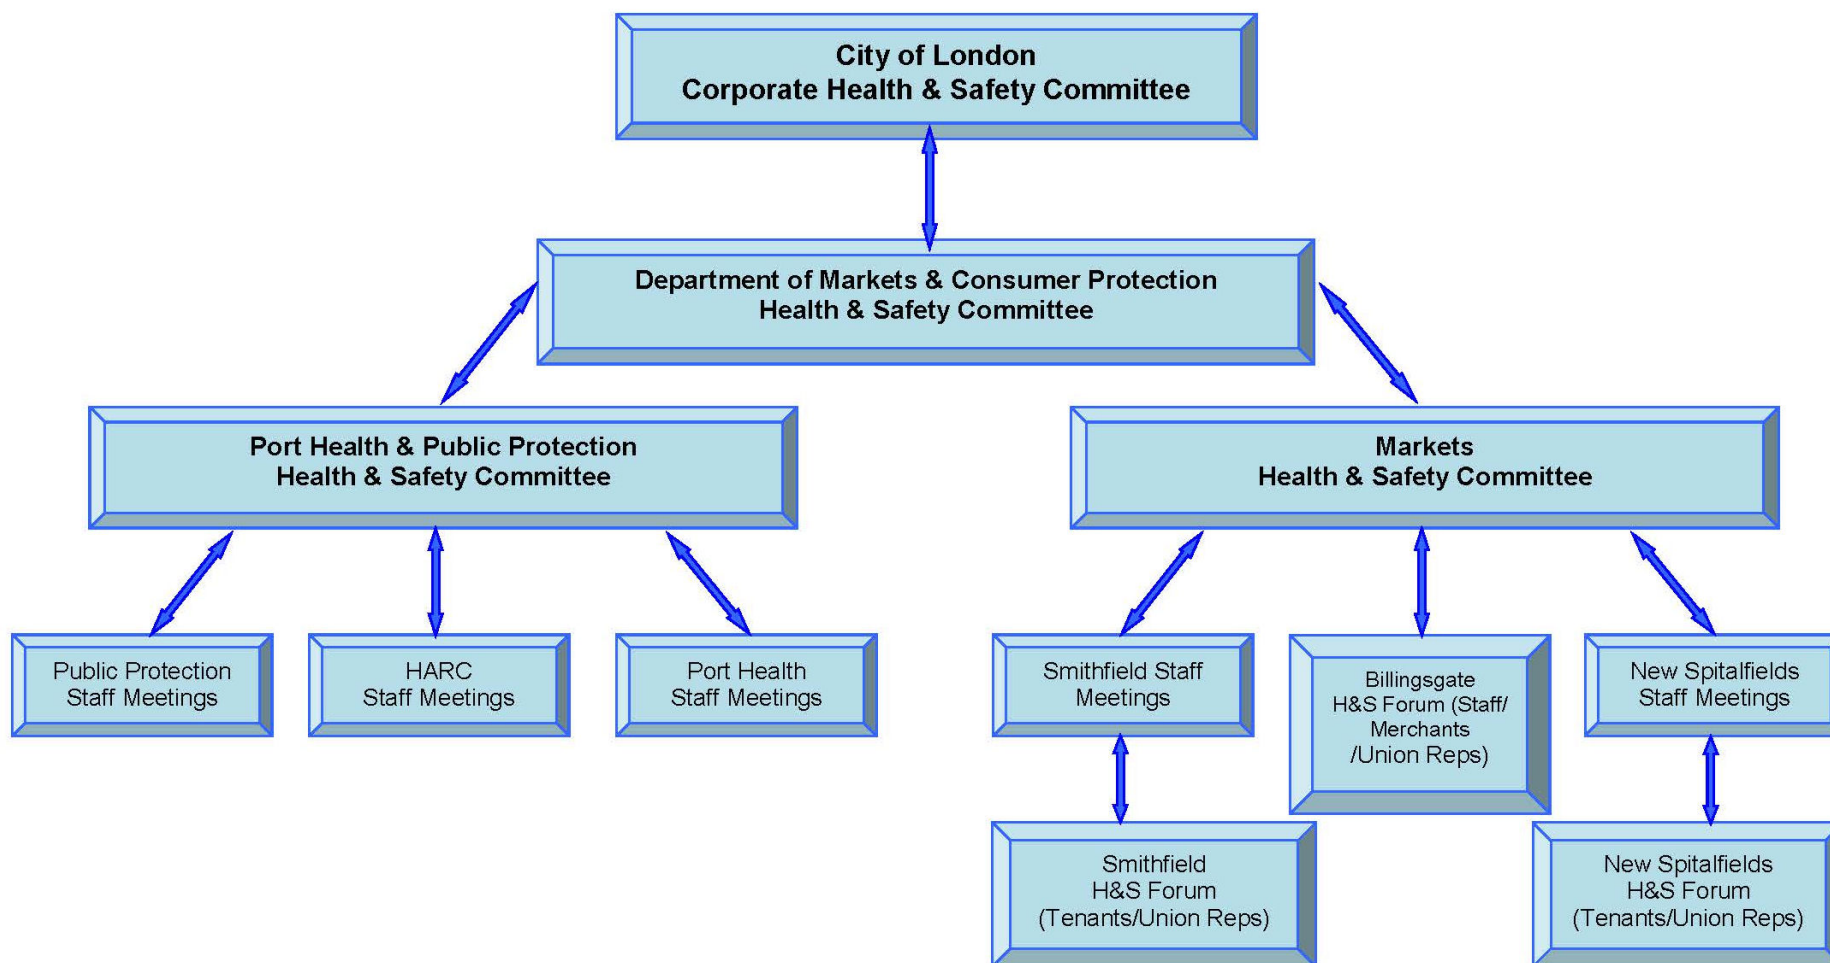 City of London
Corporate Health & Safety Committee
Department of Markets & Consumer Protection
Health & Safety Committee
Port Health & Public Protection
Health & Safety Committee
Markets
Health & Safety Committee
Public Protection
Staff Meetings
HARC
Staff Meetings
Port Health
Staff Meetings
Smithfield Staff
Meetings
Billingsgate
H&S Forum (Staff/
Merchants
/Union Reps)
New Spitalfields
Staff Meetings
Smithfield
H&S Forum
(Tenants/Union Reps)
New Spitalfields
H&S Forum
(Tenants/Union Reps)